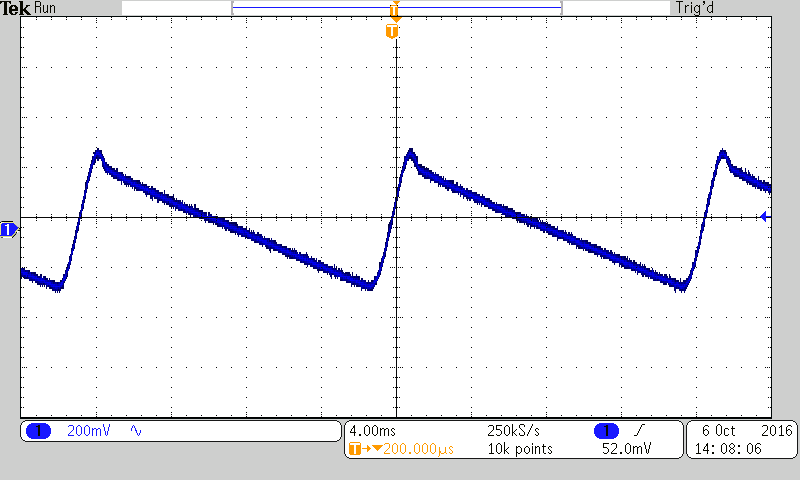 Tek Run Trig'd
T
T
T
1 200mV 4.00ms 250kS/s 1 52.0mV 6 Oct 2016
T→▼200.000µs 10k points 14:08:06